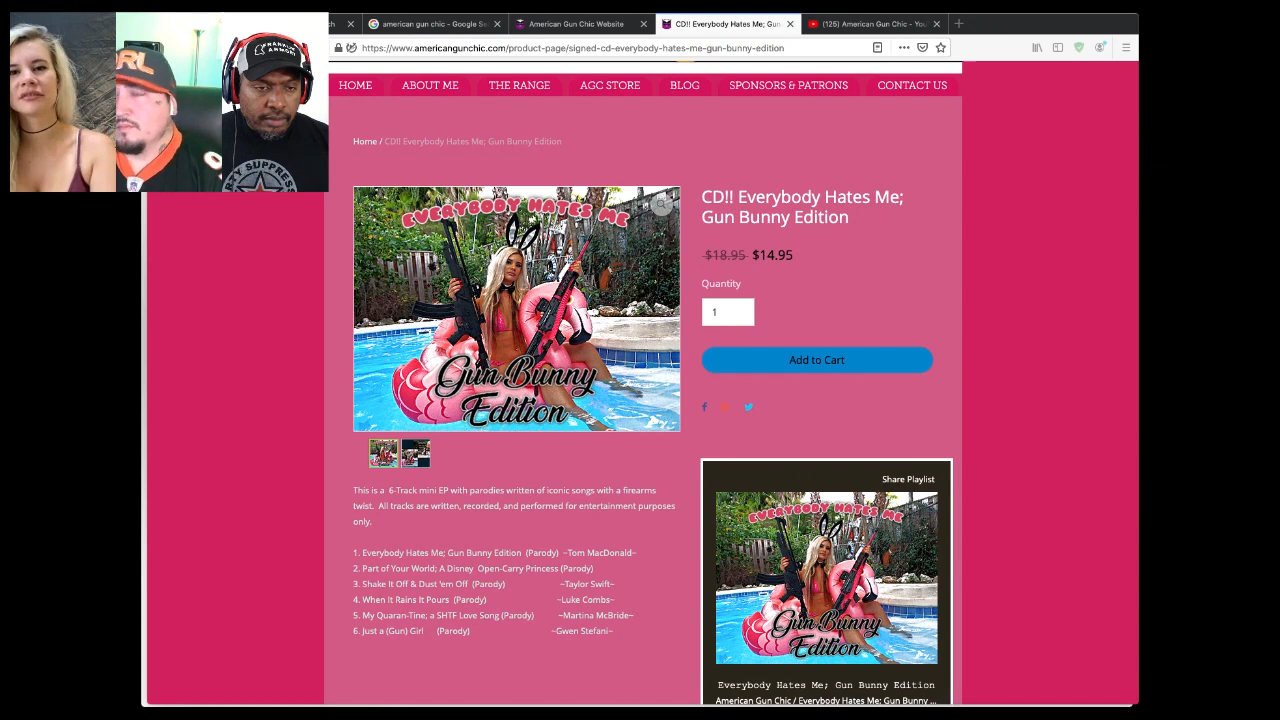 american gun chic - Google Se
American Gun Chic Website
CD!! Everybody Hates Me; Gun
(125) American Gun Chic - You
https://www.americangunchic.com/product-page/signed-cd-everybody-hates-me-gun-bunny-edition
HOME
ABOUT ME
THE RANGE
AGC STORE
BLOG
SPONSORS & PATRONS
CONTACT US
Home / CD!! Everybody Hates Me; Gun Bunny Edition
EVERYBODY HATES ME
Gun Bunny
Edition
CD!! Everybody Hates Me;
Gun Bunny Edition
$18.95 $14.95
Quantity
1
Add to Cart
This is a 6-Track mini EP with parodies written of iconic songs with a firearms
twist. All tracks are written, recorded, and performed for entertainment purposes
only.
1. Everybody Hates Me; Gun Bunny Edition (Parody) ~Tom MacDonald~
2. Part of Your World; A Disney Open-Carry Princess (Parody)
3. Shake It Off & Dust 'em Off (Parody) ~Taylor Swift~
4. When It Rains It Pours (Parody) ~Luke Combs~
5. My Quaran-Tine; a SHTF Love Song (Parody) ~Martina McBride~
6. Just a (Gun) Girl (Parody) ~Gwen Stefani~
Share Playlist
EVERYBODY HATES ME
Gun Bunny
Edition
Everybody Hates Me; Gun Bunny Edition
American Gun Chic / Everybody Hates Me; Gun Bunny ...